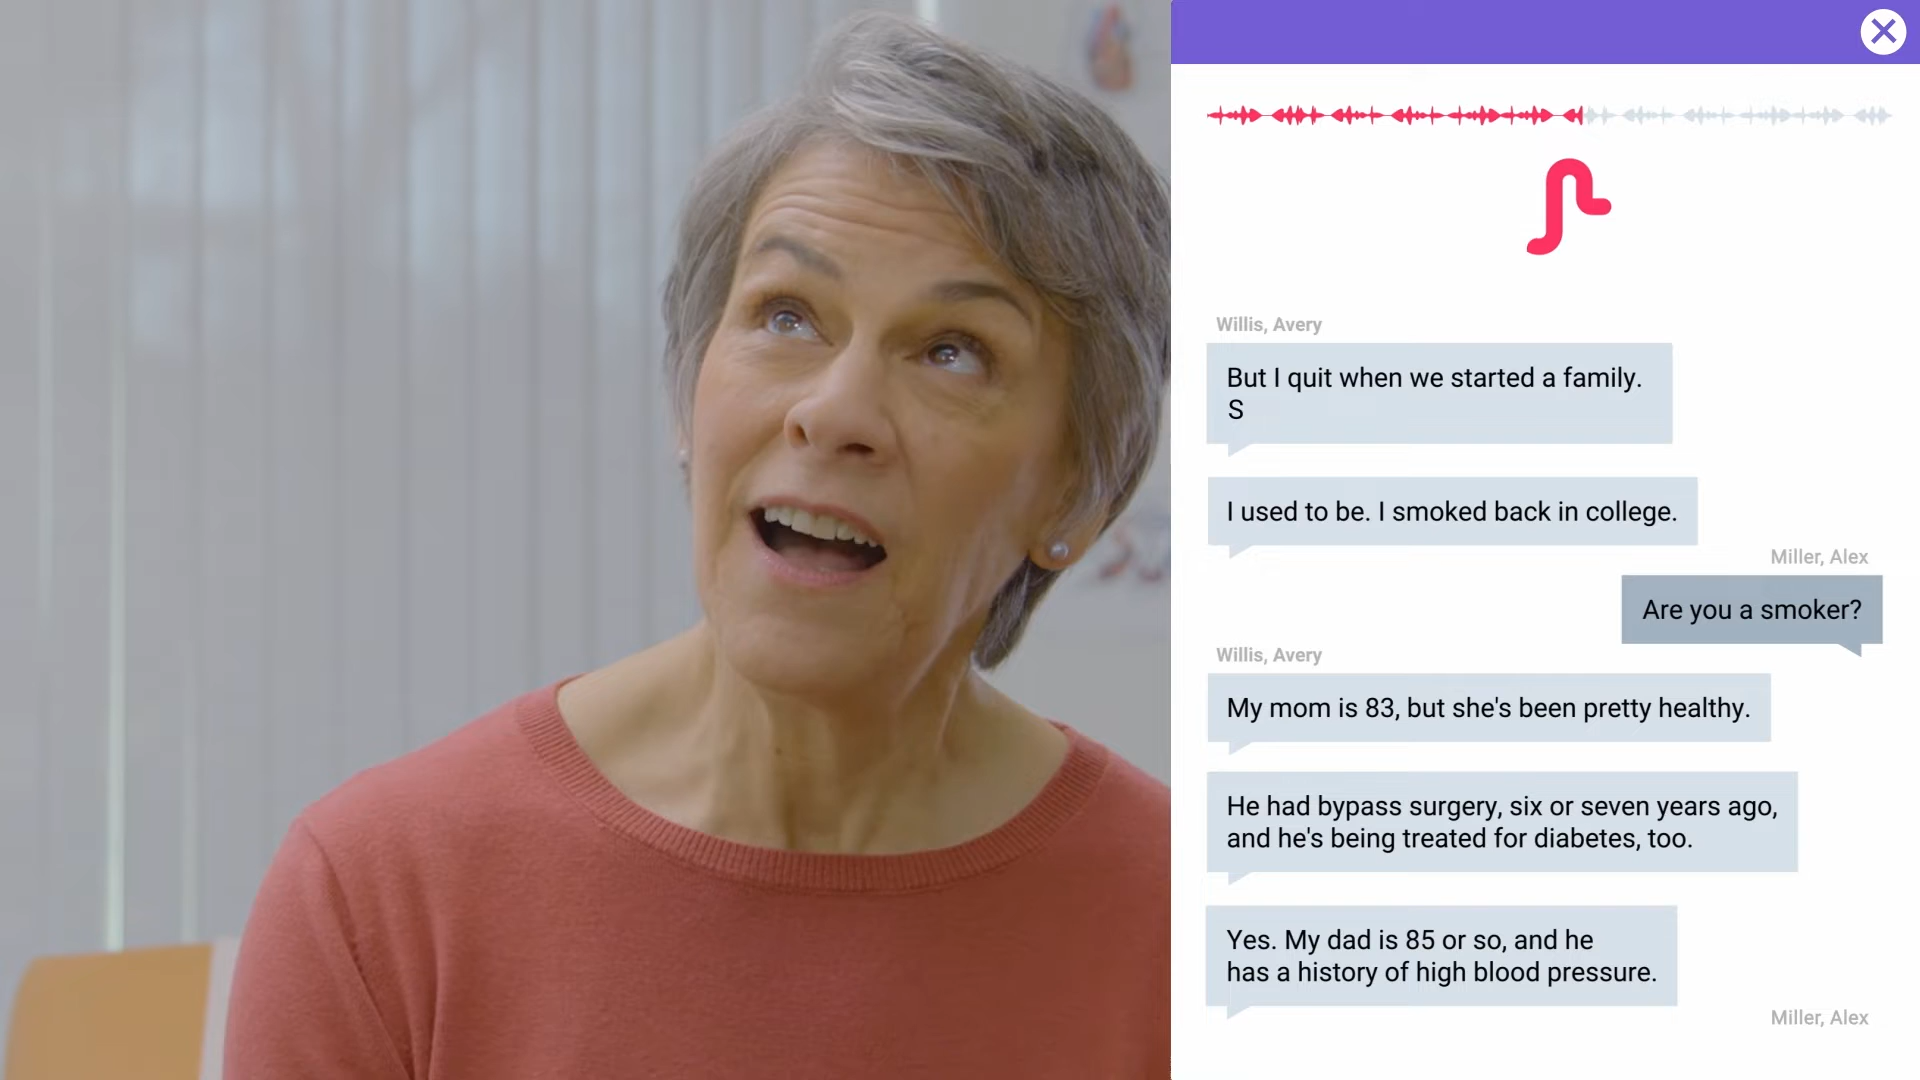 Willis, Avery
But I quit when we started a family.
S
I used to be. I smoked back in college.
Miller, Alex
Are you a smoker?
Willis, Avery
My mom is 83, but she's been pretty healthy.
He had bypass surgery, six or seven years ago,
and he's being treated for diabetes, too.
Yes. My dad is 85 or so, and he
has a history of high blood pressure.
Miller, Alex